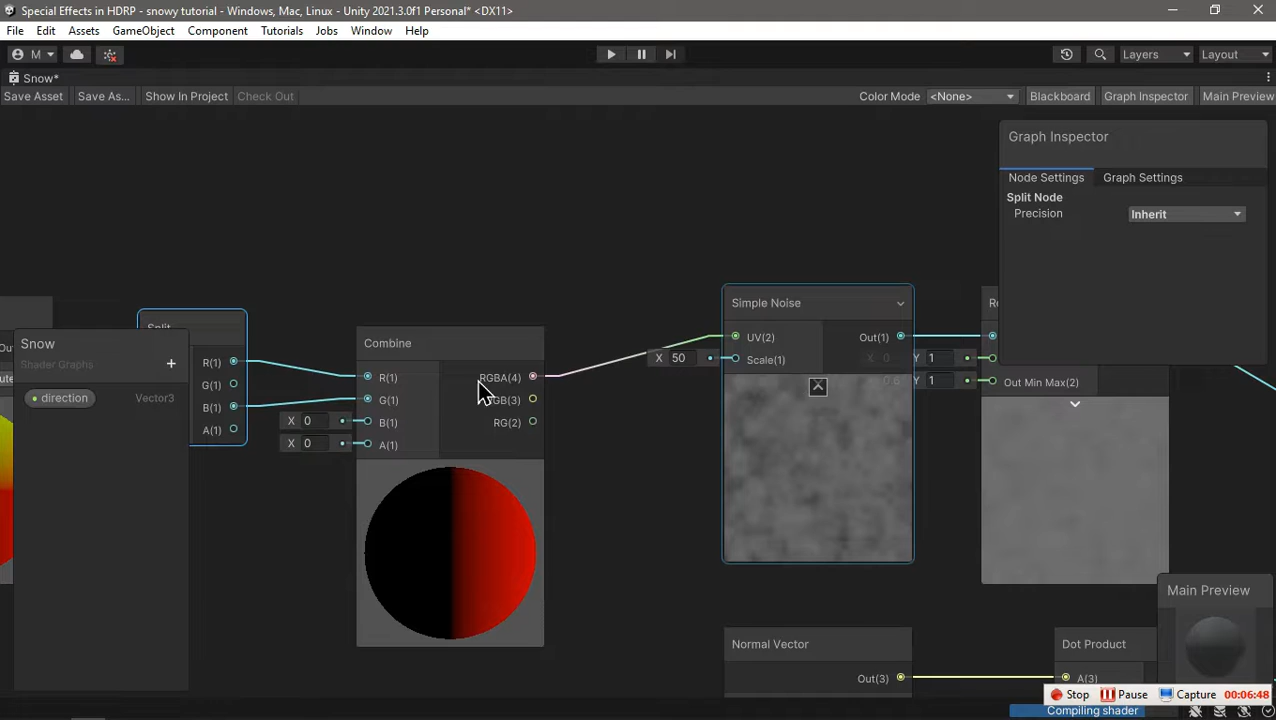 Special Effects in HDRP - snowy tutorial - Windows, Mac, Linux - Unity 2021.3.0f1 Personal* <DX11>
File Edit Assets GameObject Component Tutorials Jobs Window Help
M Layers Layout
Snow*
Save Asset Save As... Show In Project Check Out Color Mode <None> Blackboard Graph Inspector Main Preview
Graph Inspector
Node Settings Graph Settings
Split Node
Precision Inherit
Split
R(1)
G(1)
B(1)
A(1)
Snow
Shader Graphs
direction Vector3
Combine
R(1) RGBA(4)
G(1) RGB(3)
X 0 B(1) RG(2)
X 0 A(1)
Simple Noise
UV(2) Out(1)
X 50 Scale(1)
X 0 Y 1
Y 1 Out Min Max(2)
Normal Vector
Out(3)
Dot Product
A(3)
Main Preview
Stop Pause Capture 00:06:48
Compiling shader